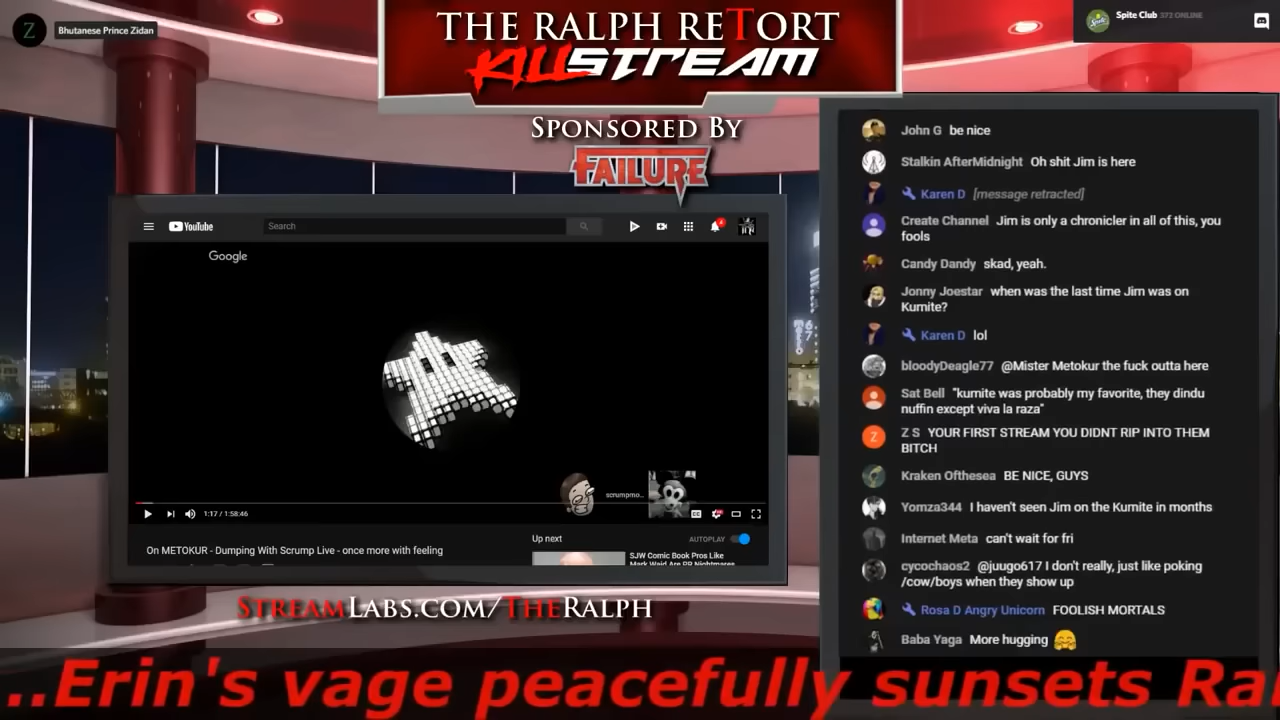 Z
Bhutanese Prince Zidan
THE RALPH RETORT
KILLSTREAM
SPONSORED BY
FAILURE
Spite Club 372 ONLINE
YouTube
Search
Google
scrumpmo...
1:17 / 1:58:46
On METOKUR - Dumping With Scrump Live - once more with feeling
Up next
AUTOPLAY
SJW Comic Book Pros Like
Mark Waid Are PR Nightmares
STREAMLABS.COM/THERALPH
John G be nice
Stalkin AfterMidnight Oh shit Jim is here
Karen D [message retracted]
Create Channel Jim is only a chronicler in all of this, you
fools
Candy Dandy skad, yeah.
Jonny Joestar when was the last time Jim was on
Kumite?
Karen D lol
bloodyDeagle77 @Mister Metokur the fuck outta here
Sat Bell "kumite was probably my favorite, they dindu
nuffin except viva la raza"
Z S YOUR FIRST STREAM YOU DIDNT RIP INTO THEM
BITCH
Kraken Ofthesea BE NICE, GUYS
Yomza344 I haven't seen Jim on the Kumite in months
Internet Meta can't wait for fri
cycochaos2 @juugo617 I don't really, just like poking
/cow/boys when they show up
Rosa D Angry Unicorn FOOLISH MORTALS
Baba Yaga More hugging 🤗
..Erin's vage peacefully sunsets Ral